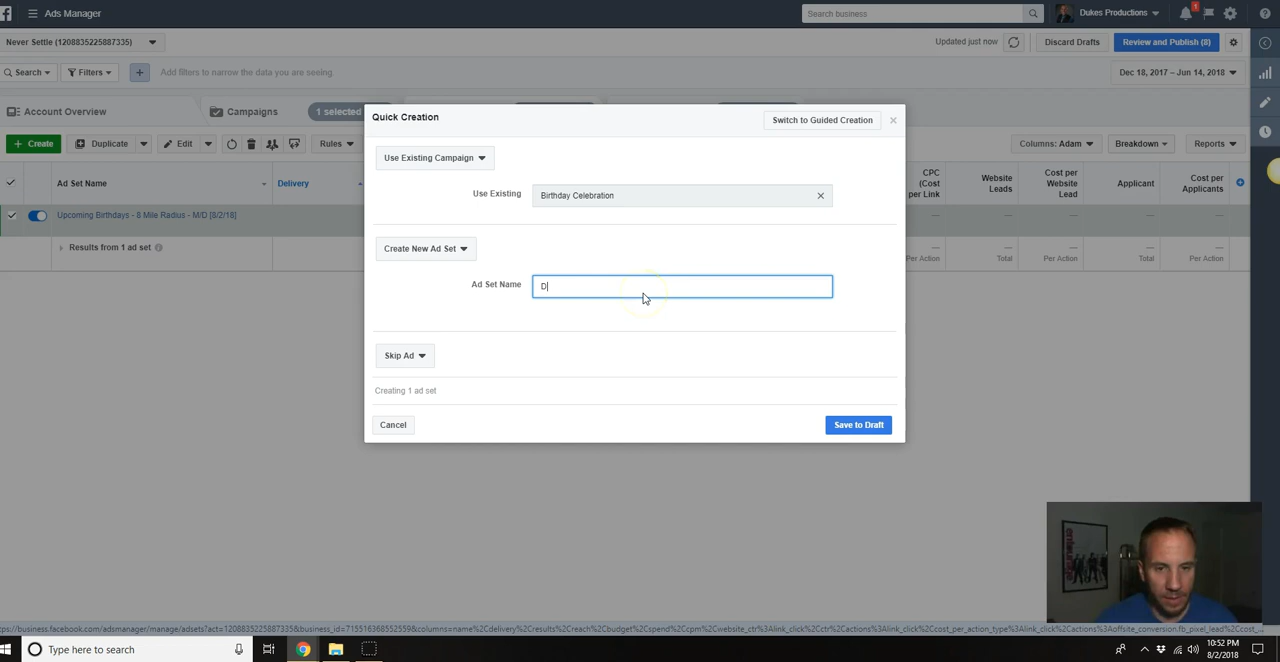 Ads Manager
Search business
Dukes Productions
1
Never Settle (1208835225887335)
Updated just now
Discard Drafts
Review and Publish (8)
Search
Filters
Add filters to narrow the data you are seeing.
Dec 18, 2017 – Jun 14, 2018
Account Overview
Campaigns
1 selected
Create
Duplicate
Edit
Rules
Columns: Adam
Breakdown
Reports
Ad Set Name
Delivery
CPC (Cost per Link
Website Leads
Cost per Website Lead
Applicant
Cost per Applicants
Upcoming Birthdays - 8 Mile Radius - M/D [8/2/18]
Results from 1 ad set
Per Action
Total
Per Action
Total
Per Action
Quick Creation
Switch to Guided Creation
Use Existing Campaign
Use Existing
Birthday Celebration
Create New Ad Set
Ad Set Name
D
Skip Ad
Creating 1 ad set
Cancel
Save to Draft
entourage
Type here to search
10:52 PM
8/2/2018